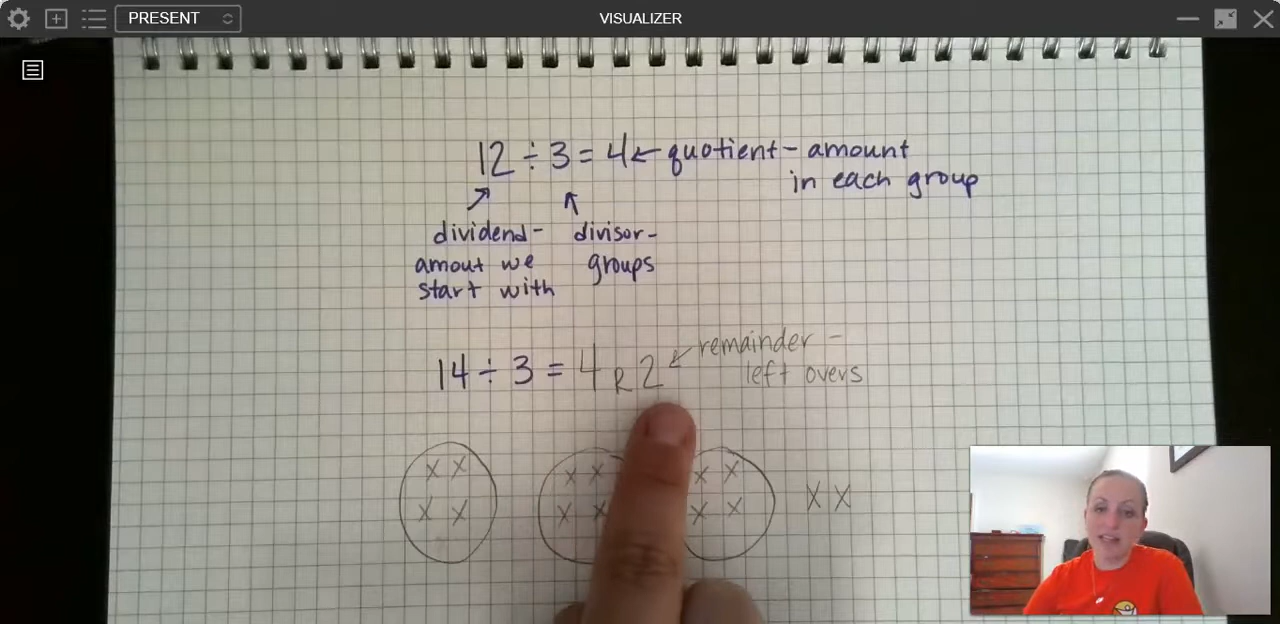 PRESENT
VISUALIZER
12 ÷ 3 = 4 ← quotient - amount
in each group
dividend- divisor-
amout we groups
start with
remainder -
14 ÷ 3 = 4 R 2 left overs
x x x x x x
x x x x x x x x